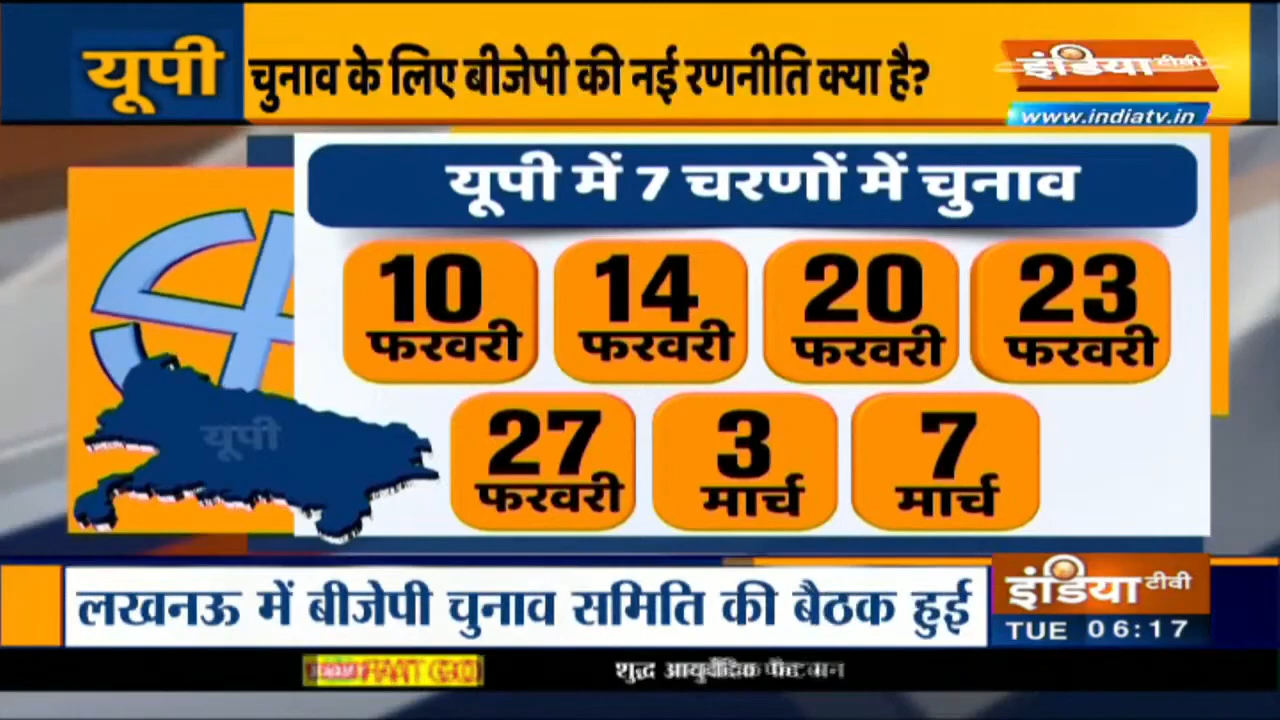 यूपी
चुनाव के लिए बीजेपी की नई रणनीति क्या है?
इंडिया टीवी
www.indiatv.in
यूपी में 7 चरणों में चुनाव
10 फरवरी
14 फरवरी
20 फरवरी
23 फरवरी
27 फरवरी
3 मार्च
7 मार्च
यूपी
लखनऊ में बीजेपी चुनाव समिति की बैठक हुई
इंडिया टीवी
TUE 06:17
शुद्ध आयुर्वेदिक